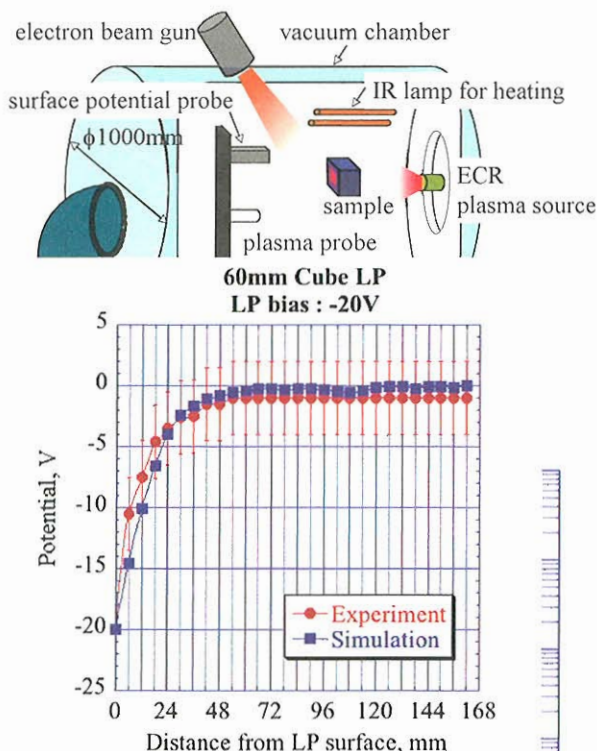 electron beam gun
vacuum chamber
surface potential probe
IR lamp for heating
ϕ1000mm
ECR
plasma source
sample
plasma probe
60mm Cube LP
LP bias : -20V
5
0
-5
-10
-15
-20
-25
Potential, V
Experiment
Simulation
0 24 48 72 96 120 144 168
Distance from LP surface, mm